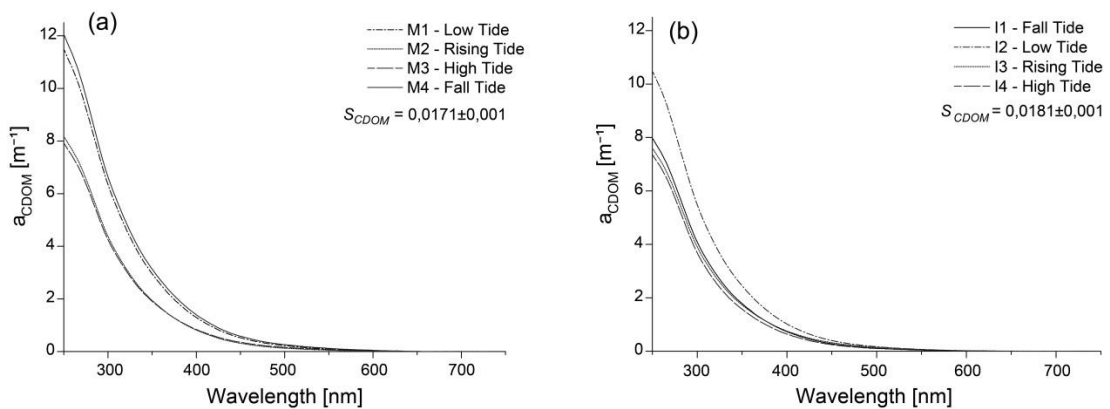 (a)
M1 - Low Tide
M2 - Rising Tide
M3 - High Tide
M4 - Fall Tide
S_CDOM = 0,0171±0,001
12
10
8
6
4
2
0
a_CDOM [m⁻¹]
300
400
500
600
700
Wavelength [nm]
(b)
I1 - Fall Tide
I2 - Low Tide
I3 - Rising Tide
I4 - High Tide
S_CDOM = 0,0181±0,001
12
10
8
6
4
2
0
a_CDOM [m⁻¹]
300
400
500
600
700
Wavelength [nm]